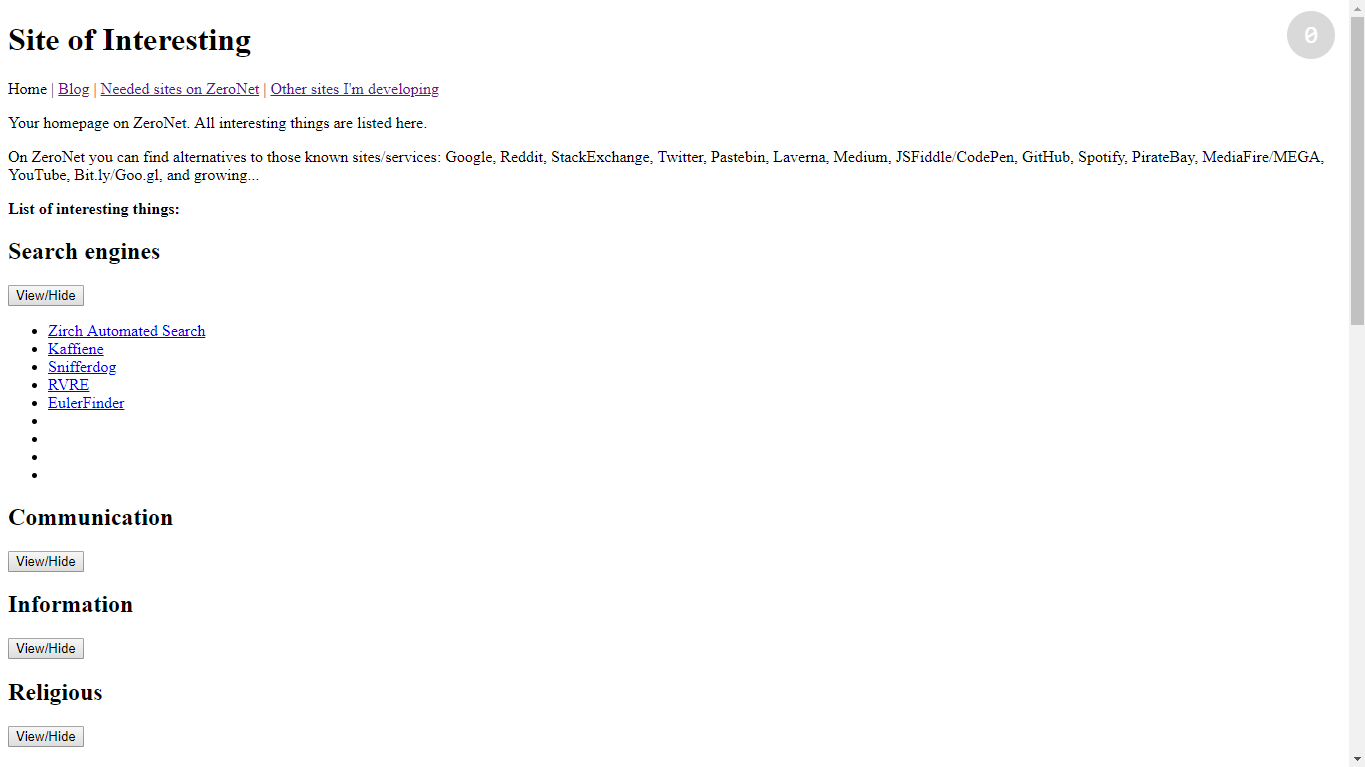 Site of Interesting
0
Home | Blog | Needed sites on ZeroNet | Other sites I'm developing
Your homepage on ZeroNet. All interesting things are listed here.
On ZeroNet you can find alternatives to those known sites/services: Google, Reddit, StackExchange, Twitter, Pastebin, Laverna, Medium, JSFiddle/CodePen, GitHub, Spotify, PirateBay, MediaFire/MEGA,
YouTube, Bit.ly/Goo.gl, and growing...
List of interesting things:
Search engines
View/Hide
Zirch Automated Search
Kaffiene
Snifferdog
RVRE
EulerFinder
Communication
View/Hide
Information
View/Hide
Religious
View/Hide